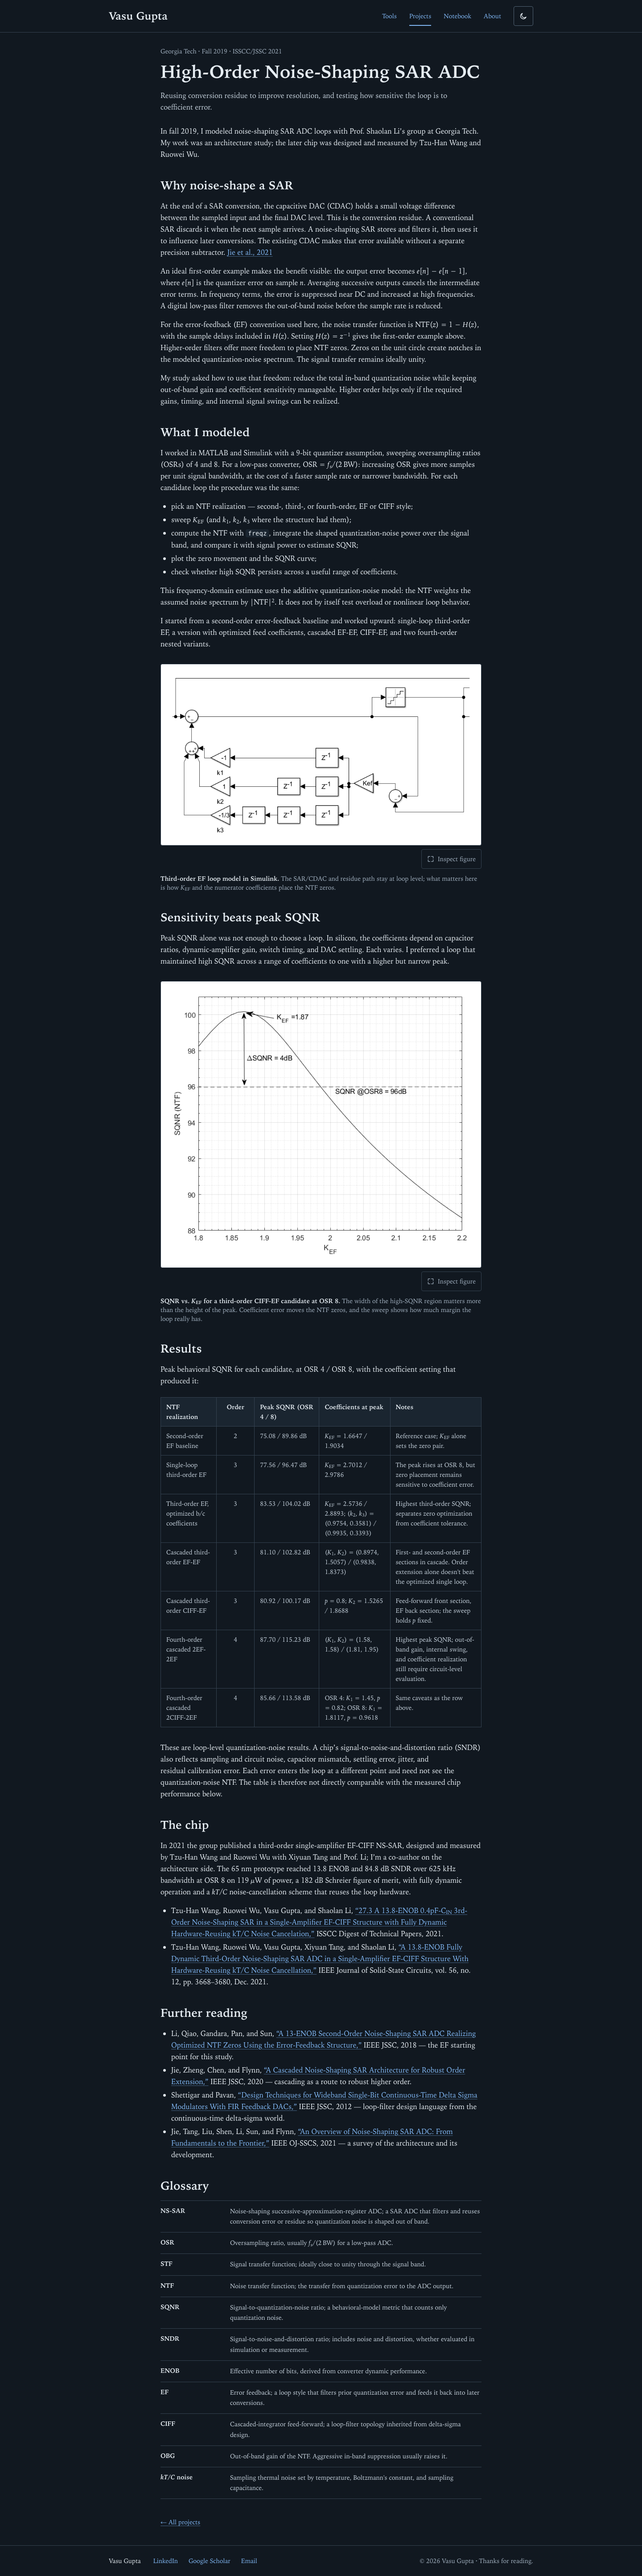 Vasu Gupta
Tools Projects Notebook About
Georgia Tech · Fall 2019 · ISSCC/JSSC 2021
High-Order Noise-Shaping SAR ADC
Reusing conversion residue to improve resolution, and testing how sensitive the loop is to
coefficient error.
In fall 2019, I modeled noise-shaping SAR ADC loops with Prof. Shaolan Li's group at Georgia Tech.
My work was an architecture study; the later chip was designed and measured by Tzu-Han Wang and
Ruowei Wu.
Why noise-shape a SAR
At the end of a SAR conversion, the capacitive DAC (CDAC) holds a small voltage difference
between the sampled input and the final DAC level. This is the conversion residue. A conventional
SAR discards it when the next sample arrives. A noise-shaping SAR stores and filters it, then uses it
to influence later conversions. The existing CDAC makes that error available without a separate
precision subtractor. Jie et al., 2021
An ideal first-order example makes the benefit visible: the output error becomes e[n] − e[n − 1],
where e[n] is the quantizer error on sample n. Averaging successive outputs cancels the intermediate
error terms. In frequency terms, the error is suppressed near DC and increased at high frequencies.
A digital low-pass filter removes the out-of-band noise before the sample rate is reduced.
For the error-feedback (EF) convention used here, the noise transfer function is NTF(z) = 1 − H(z),
with the sample delays included in H(z). Setting H(z) = z⁻¹ gives the first-order example above.
Higher-order filters offer more freedom to place NTF zeros. Zeros on the unit circle create notches in
the modeled quantization-noise spectrum. The signal transfer remains ideally unity.
My study asked how to use that freedom: reduce the total in-band quantization noise while keeping
out-of-band gain and coefficient sensitivity manageable. Higher order helps only if the required
gains, timing, and internal signal swings can be realized.
What I modeled
I worked in MATLAB and Simulink with a 9-bit quantizer assumption, sweeping oversampling ratios
(OSRs) of 4 and 8. For a low-pass converter, OSR = fs/(2 BW): increasing OSR gives more samples
per unit signal bandwidth, at the cost of a faster sample rate or narrower bandwidth. For each
candidate loop the procedure was the same:
• pick an NTF realization — second-, third-, or fourth-order, EF or CIFF style;
• sweep KEF (and k1, k2, k3 where the structure had them);
• compute the NTF with freqz, integrate the shaped quantization-noise power over the signal
band, and compare it with signal power to estimate SQNR;
• plot the zero movement and the SQNR curve;
• check whether high SQNR persists across a useful range of coefficients.
This frequency-domain estimate uses the additive quantization-noise model: the NTF weights the
assumed noise spectrum by |NTF|². It does not by itself test overload or nonlinear loop behavior.
I started from a second-order error-feedback baseline and worked upward: single-loop third-order
EF, a version with optimized feed coefficients, cascaded EF-EF, CIFF-EF, and two fourth-order
nested variants.
-1 Z-1
k1
1 Z-1 Z-1
k2
Kef
-1/3 Z-1 Z-1 Z-1
k3
Inspect figure
Third-order EF loop model in Simulink. The SAR/CDAC and residue path stay at loop level; what matters here
is how KEF and the numerator coefficients place the NTF zeros.
Sensitivity beats peak SQNR
Peak SQNR alone was not enough to choose a loop. In silicon, the coefficients depend on capacitor
ratios, dynamic-amplifier gain, switch timing, and DAC settling. Each varies. I preferred a loop that
maintained high SQNR across a range of coefficients to one with a higher but narrow peak.
100
KEF =1.87
98
ΔSQNR = 4dB
96
SQNR @OSR8 = 96dB
94
SQNR (NTF)
92
90
88
1.8 1.85 1.9 1.95 2 2.05 2.1 2.15 2.2
KEF
Inspect figure
SQNR vs. KEF for a third-order CIFF-EF candidate at OSR 8. The width of the high-SQNR region matters more
than the height of the peak. Coefficient error moves the NTF zeros, and the sweep shows how much margin the
loop really has.
Results
Peak behavioral SQNR for each candidate, at OSR 4 / OSR 8, with the coefficient setting that
produced it:
NTF realization Order Peak SQNR (OSR 4 / 8) Coefficients at peak Notes
Second-order EF baseline 2 75.08 / 89.86 dB KEF = 1.6647 / 1.9034 Reference case; KEF alone sets the zero pair.
Single-loop third-order EF 3 77.56 / 96.47 dB KEF = 2.7012 / 2.9786 The peak rises at OSR 8, but zero placement remains sensitive to coefficient error.
Third-order EF, optimized b/c coefficients 3 83.53 / 104.02 dB KEF = 2.5736 / 2.8893; (k2, k3) = (0.9754, 0.3581) / (0.9935, 0.3393) Highest third-order SQNR; separates zero optimization from coefficient tolerance.
Cascaded third-order EF-EF 3 81.10 / 102.82 dB (K1, K2) = (0.8974, 1.5057) / (0.9838, 1.8373) First- and second-order EF sections in cascade. Order extension alone doesn't beat the optimized single loop.
Cascaded third-order CIFF-EF 3 80.92 / 100.17 dB p = 0.8; K2 = 1.5265 / 1.8688 Feed-forward front section, EF back section; the sweep holds p fixed.
Fourth-order cascaded 2EF-2EF 4 87.70 / 115.23 dB (K1, K2) = (1.58, 1.58) / (1.81, 1.95) Highest peak SQNR; out-of-band gain, internal swing, and coefficient realization still require circuit-level evaluation.
Fourth-order cascaded 2CIFF-2EF 4 85.66 / 113.58 dB OSR 4: K1 = 1.45, p = 0.82; OSR 8: K1 = 1.8117, p = 0.9618 Same caveats as the row above.
These are loop-level quantization-noise results. A chip's signal-to-noise-and-distortion ratio (SNDR)
also reflects sampling and circuit noise, capacitor mismatch, settling error, jitter, and
residual calibration error. Each error enters the loop at a different point and need not see the
quantization-noise NTF. The table is therefore not directly comparable with the measured chip
performance below.
The chip
In 2021 the group published a third-order single-amplifier EF-CIFF NS-SAR, designed and measured
by Tzu-Han Wang and Ruowei Wu with Xiyuan Tang and Prof. Li; I'm a co-author on the
architecture side. The 65 nm prototype reached 13.8 ENOB and 84.8 dB SNDR over 625 kHz
bandwidth at OSR 8 on 119 μW of power, a 182 dB Schreier figure of merit, with fully dynamic
operation and a kT/C noise-cancellation scheme that reuses the loop hardware.
• Tzu-Han Wang, Ruowei Wu, Vasu Gupta, and Shaolan Li, "27.3 A 13.8-ENOB 0.4pF-CIN 3rd-
Order Noise-Shaping SAR in a Single-Amplifier EF-CIFF Structure with Fully Dynamic
Hardware-Reusing kT/C Noise Cancelation," ISSCC Digest of Technical Papers, 2021.
• Tzu-Han Wang, Ruowei Wu, Vasu Gupta, Xiyuan Tang, and Shaolan Li, "A 13.8-ENOB Fully
Dynamic Third-Order Noise-Shaping SAR ADC in a Single-Amplifier EF-CIFF Structure With
Hardware-Reusing kT/C Noise Cancellation," IEEE Journal of Solid-State Circuits, vol. 56, no.
12, pp. 3668–3680, Dec. 2021.
Further reading
• Li, Qiao, Gandara, Pan, and Sun, "A 13-ENOB Second-Order Noise-Shaping SAR ADC Realizing
Optimized NTF Zeros Using the Error-Feedback Structure," IEEE JSSC, 2018 — the EF starting
point for this study.
• Jie, Zheng, Chen, and Flynn, "A Cascaded Noise-Shaping SAR Architecture for Robust Order
Extension," IEEE JSSC, 2020 — cascading as a route to robust higher order.
• Shettigar and Pavan, "Design Techniques for Wideband Single-Bit Continuous-Time Delta Sigma
Modulators With FIR Feedback DACs," IEEE JSSC, 2012 — loop-filter design language from the
continuous-time delta-sigma world.
• Jie, Tang, Liu, Shen, Li, Sun, and Flynn, "An Overview of Noise-Shaping SAR ADC: From
Fundamentals to the Frontier," IEEE OJ-SSCS, 2021 — a survey of the architecture and its
development.
Glossary
NS-SAR Noise-shaping successive-approximation-register ADC; a SAR ADC that filters and reuses
conversion error or residue so quantization noise is shaped out of band.
OSR Oversampling ratio, usually fs/(2 BW) for a low-pass ADC.
STF Signal transfer function; ideally close to unity through the signal band.
NTF Noise transfer function; the transfer from quantization error to the ADC output.
SQNR Signal-to-quantization-noise ratio; a behavioral-model metric that counts only
quantization noise.
SNDR Signal-to-noise-and-distortion ratio; includes noise and distortion, whether evaluated in
simulation or measurement.
ENOB Effective number of bits, derived from converter dynamic performance.
EF Error feedback; a loop style that filters prior quantization error and feeds it back into later
conversions.
CIFF Cascaded-integrator feed-forward; a loop-filter topology inherited from delta-sigma
design.
OBG Out-of-band gain of the NTF. Aggressive in-band suppression usually raises it.
kT/C noise Sampling thermal noise set by temperature, Boltzmann's constant, and sampling
capacitance.
← All projects
Vasu Gupta LinkedIn Google Scholar Email © 2026 Vasu Gupta · Thanks for reading.